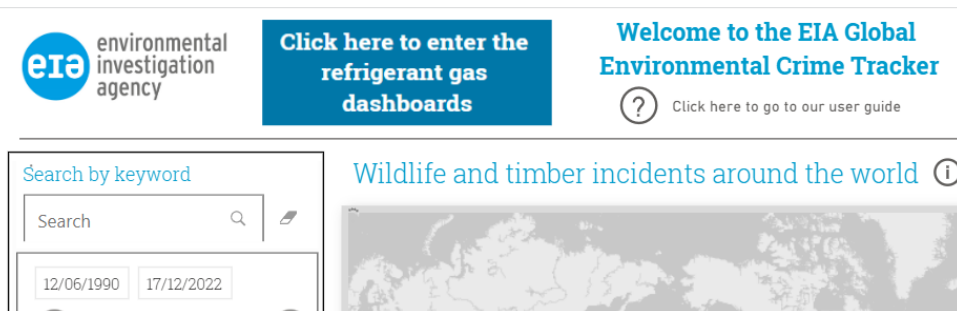 eia
environmental
investigation
agency
Click here to enter the
refrigerant gas
dashboards
Welcome to the EIA Global
Environmental Crime Tracker
? Click here to go to our user guide
Search by keyword
Search
12/06/1990 17/12/2022
Wildlife and timber incidents around the world i